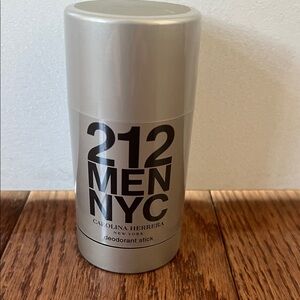 212
MEN
NYC
CAROLINA HERRERA
NEW YORK
deodorant stick